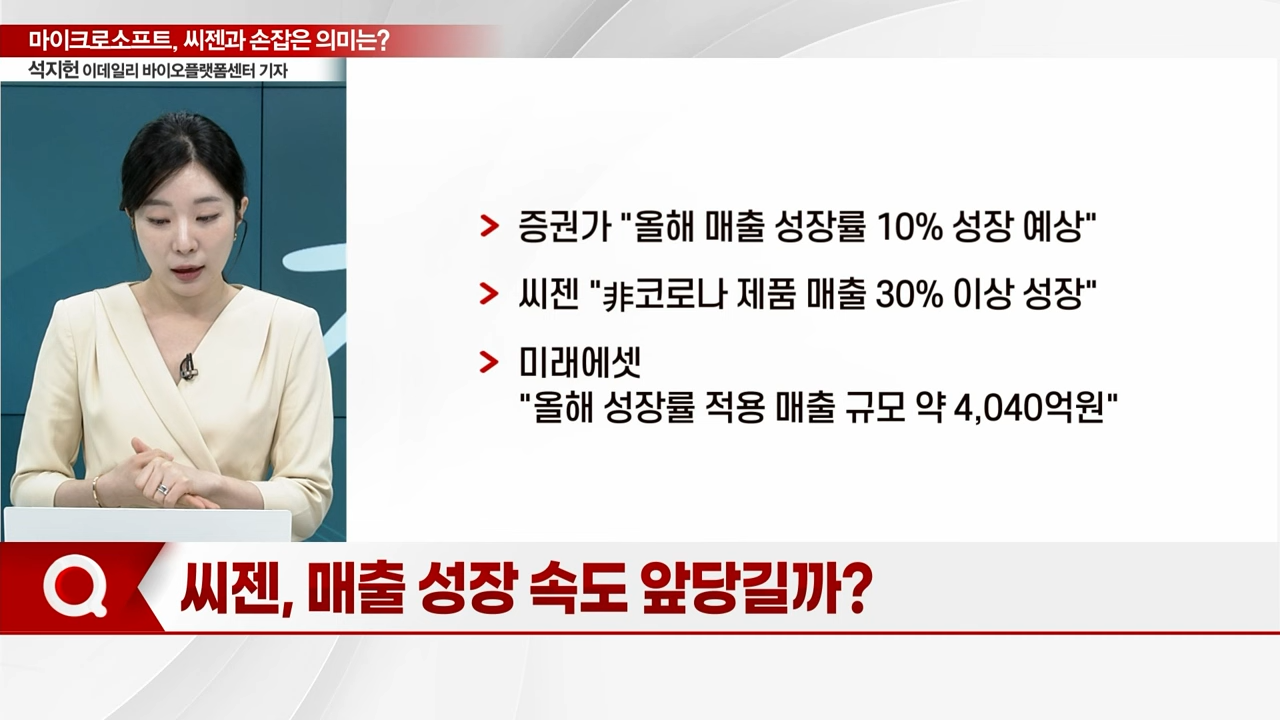 마이크로소프트, 씨젠과 손잡은 의미는?
석지헌 이데일리 바이오플랫폼센터 기자
> 증권가 "올해 매출 성장률 10% 성장 예상"
> 씨젠 "非코로나 제품 매출 30% 이상 성장"
> 미래에셋
"올해 성장률 적용 매출 규모 약 4,040억원"
Q 씨젠, 매출 성장 속도 앞당길까?